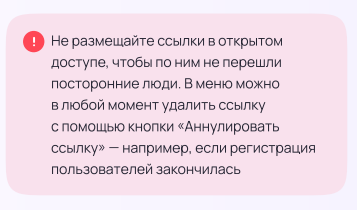 Не размещайте ссылки в открытом
доступе, чтобы по ним не перешли
посторонние люди. В меню можно
в любой момент удалить ссылку
с помощью кнопки «Аннулировать
ссылку» — например, если регистрация
пользователей закончилась